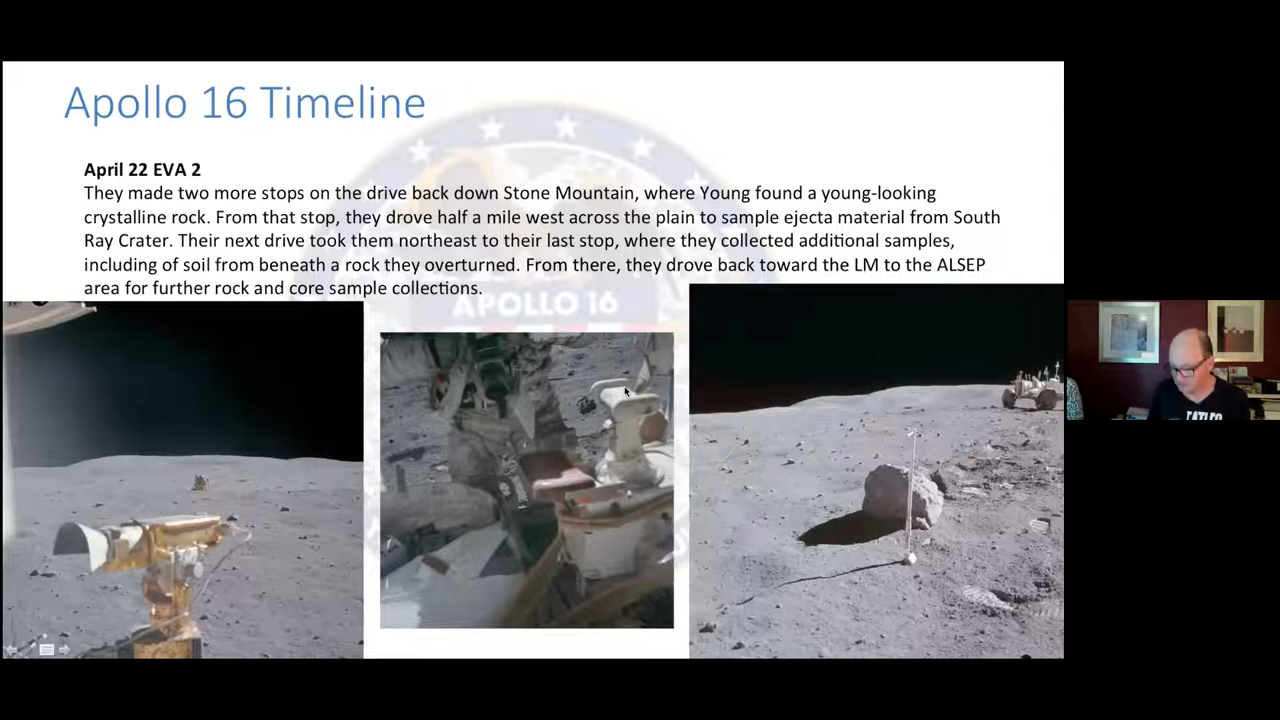 Apollo 16 Timeline
April 22 EVA 2
They made two more stops on the drive back down Stone Mountain, where Young found a young-looking
crystalline rock. From that stop, they drove half a mile west across the plain to sample ejecta material from South
Ray Crater. Their next drive took them northeast to their last stop, where they collected additional samples,
including of soil from beneath a rock they overturned. From there, they drove back toward the LM to the ALSEP
area for further rock and core sample collections.
APOLLO 16